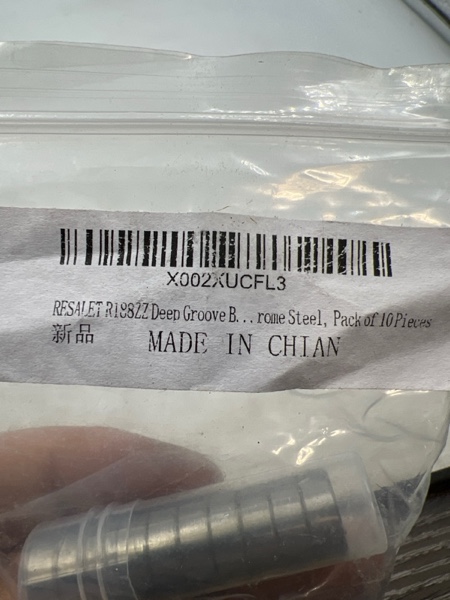 X002XUCFL3
RESALET R188ZZ Deep Groove B...rome Steel, Pack of 10 Pieces
新品
MADE IN CHIAN